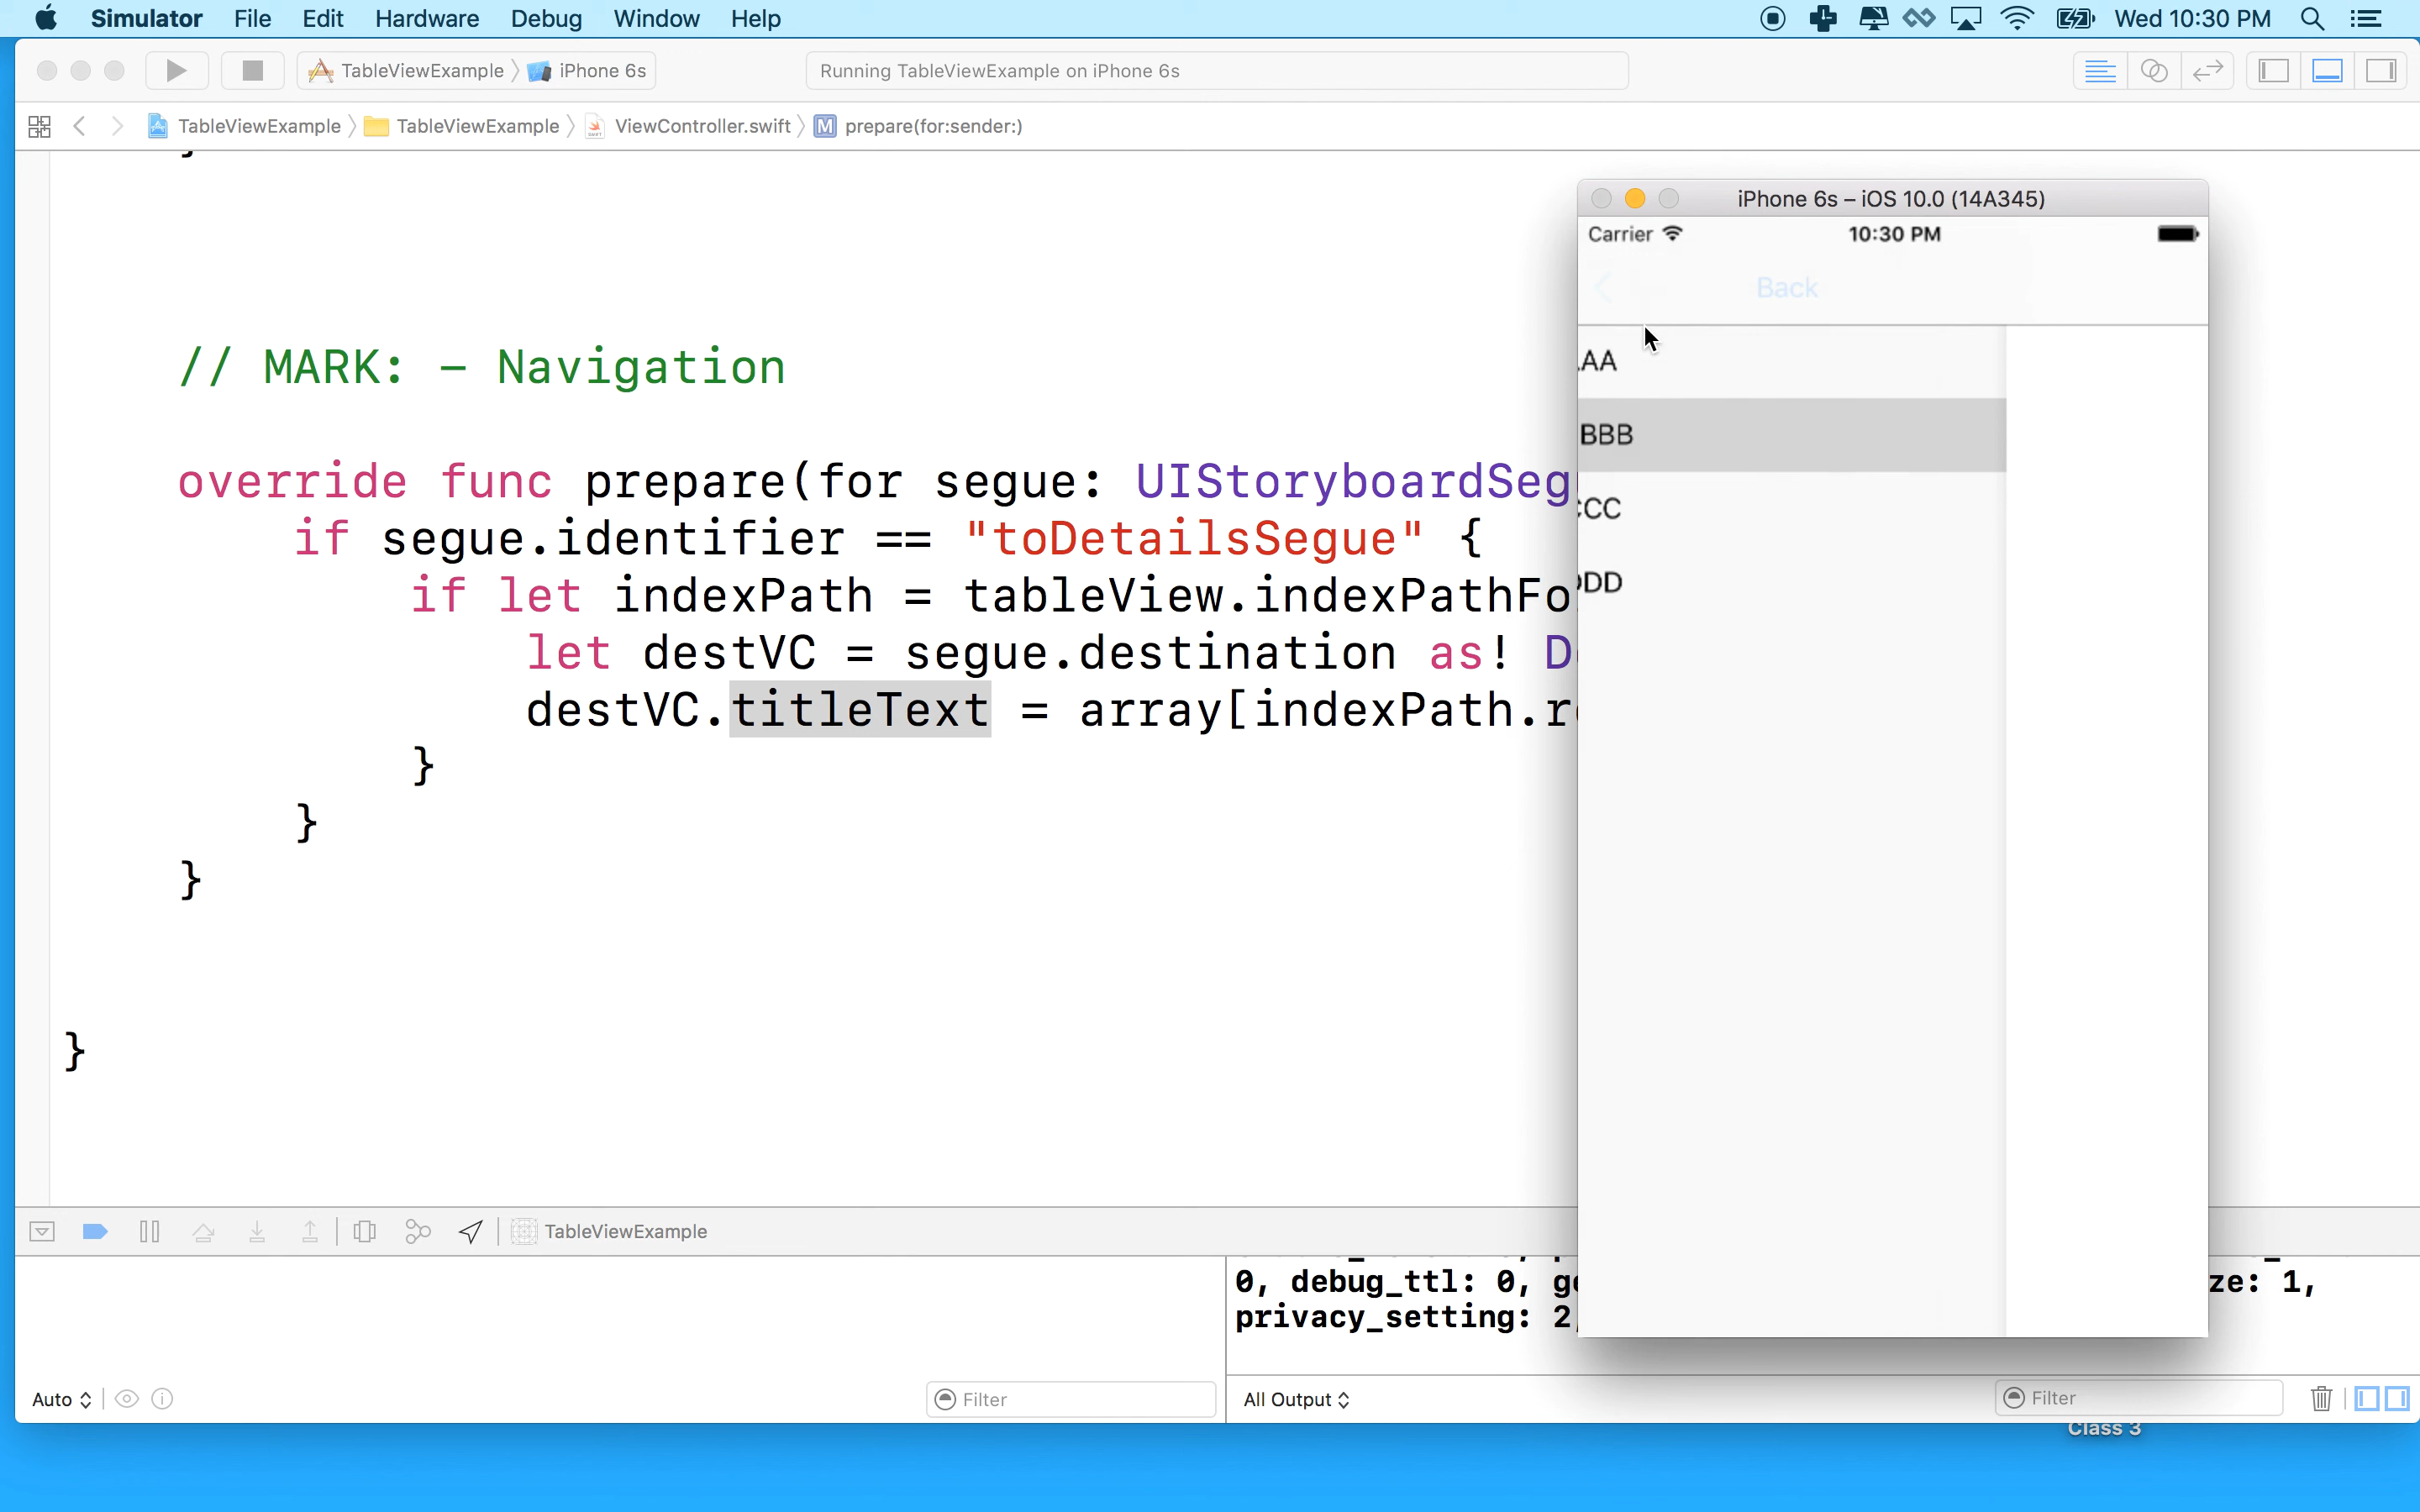 Simulator File Edit Hardware Debug Window Help Wed 10:30 PM
TableViewExample iPhone 6s Running TableViewExample on iPhone 6s
TableViewExample TableViewExample ViewController.swift M prepare(for:sender:)
}
iPhone 6s – iOS 10.0 (14A345)
Carrier 10:30 PM
Back
AA
BBB
CC
DD
// MARK: - Navigation
override func prepare(for segue: UIStoryboardSeg
if segue.identifier == "toDetailsSegue" {
if let indexPath = tableView.indexPathFo
let destVC = segue.destination as! D
destVC.titleText = array[indexPath.r
}
}
}
}
TableViewExample
0, debug_ttl: 0, ze: 1,
privacy_setting: 2
Auto Filter All Output Filter
Class 3